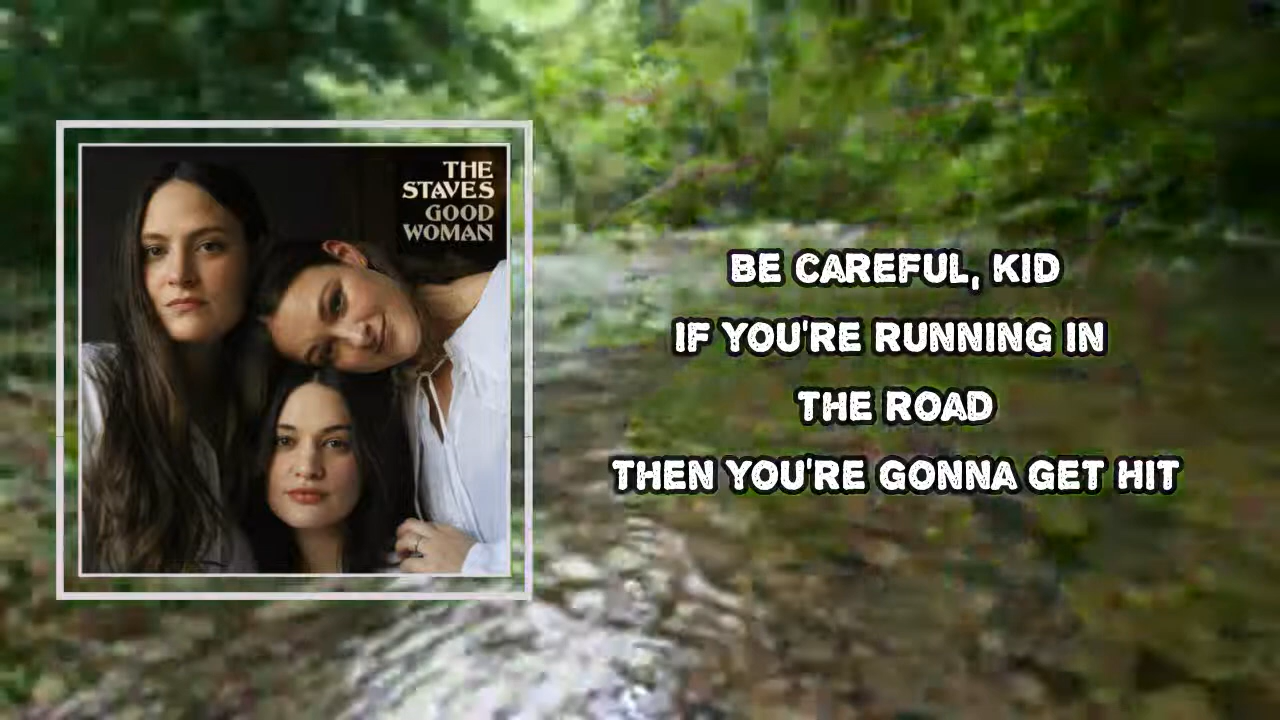 THE
STAVES
GOOD
WOMAN
BE CAREFUL, KID
IF YOU'RE RUNNING IN
THE ROAD
THEN YOU'RE GONNA GET HIT